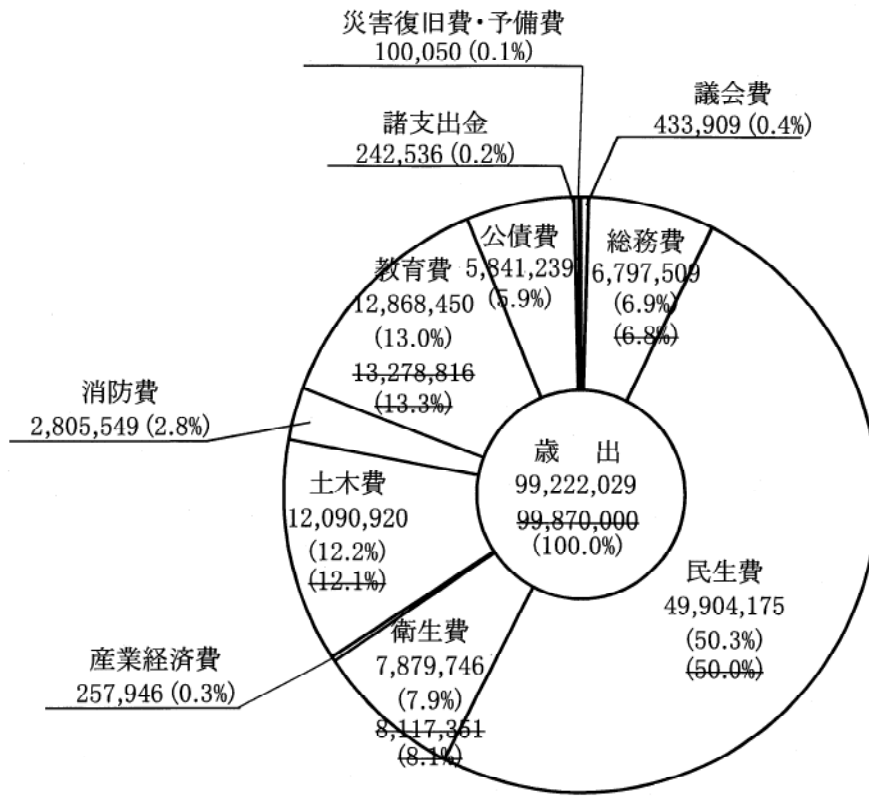 災害復旧費・予備費
100,050 (0.1%)
議会費
433,909 (0.4%)
諸支出金
242,536 (0.2%)
公債費
5,841,239
(5.9%)
総務費
6,797,509
(6.9%)
(6.8%)
教育費
12,868,450
(13.0%)
13,278,816
(13.3%)
消防費
2,805,549 (2.8%)
歳 出
99,222,029
99,870,000
(100.0%)
土木費
12,090,920
(12.2%)
(12.1%)
民生費
49,904,175
(50.3%)
(50.0%)
衛生費
7,879,746
(7.9%)
8,117,351
(8.1%)
産業経済費
257,946 (0.3%)